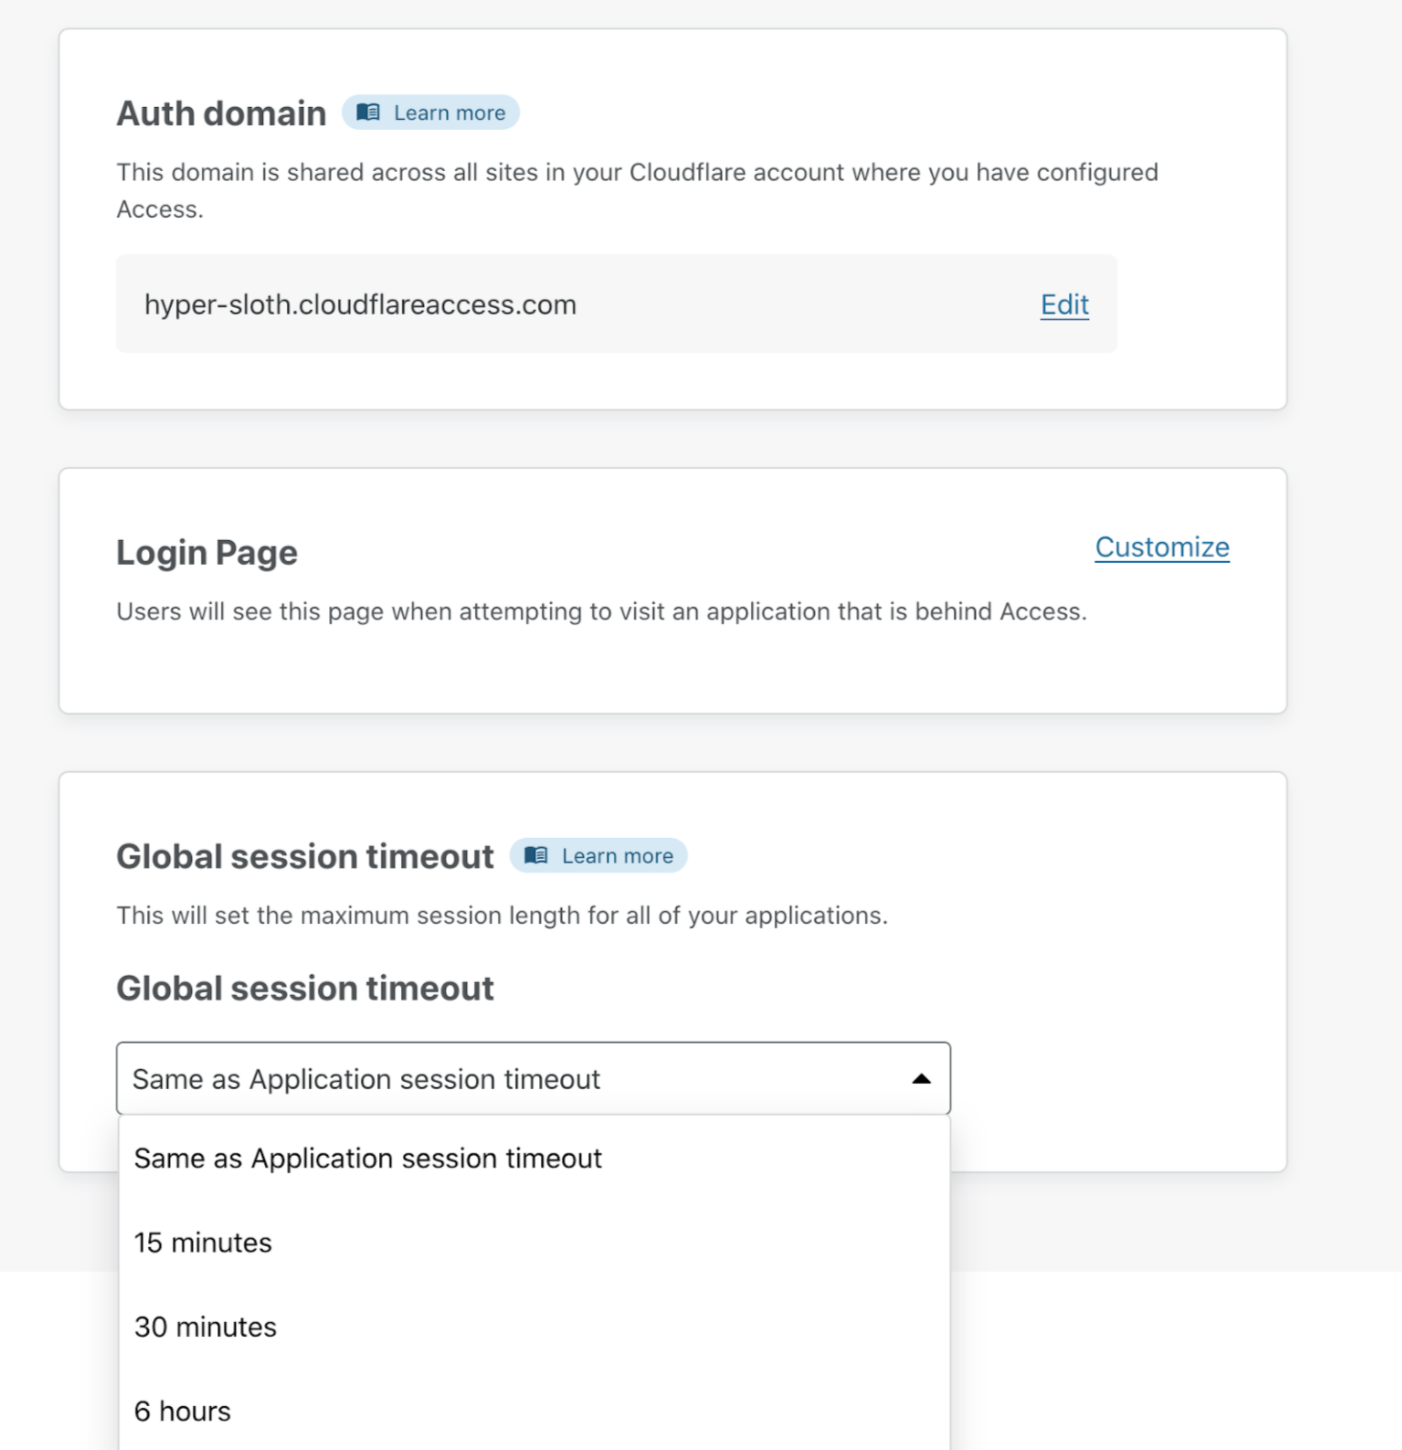 Auth domain Learn more
This domain is shared across all sites in your Cloudflare account where you have configured
Access.
hyper-sloth.cloudflareaccess.com Edit
Login Page Customize
Users will see this page when attempting to visit an application that is behind Access.
Global session timeout Learn more
This will set the maximum session length for all of your applications.
Global session timeout
Same as Application session timeout
Same as Application session timeout
15 minutes
30 minutes
6 hours